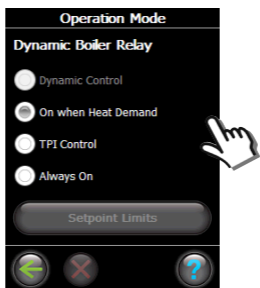 Operation Mode
Dynamic Boiler Relay
Dynamic Control
On when Heat Demand
TPI Control
Always On
Setpoint Limits
?